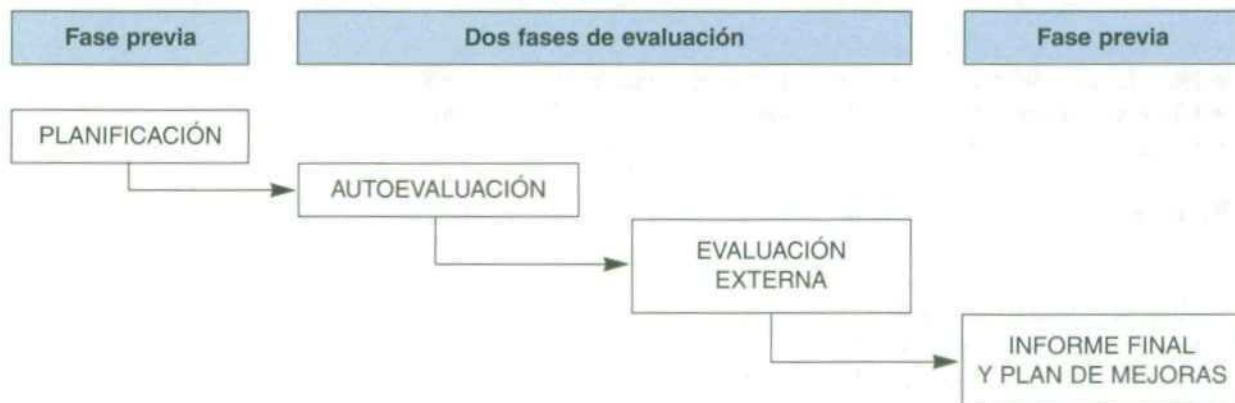 Fase previa
Dos fases de evaluación
Fase previa
PLANIFICACIÓN
AUTOEVALUACIÓN
EVALUACIÓN
EXTERNA
INFORME FINAL
Y PLAN DE MEJORAS